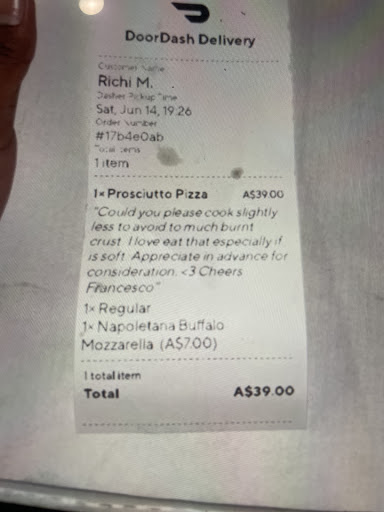 DoorDash Delivery
Customer Name
Richi M.
Dasher Pickup Time
Sat, Jun 14, 19:26
Order Number
#17b4e0ab
Total items
1 item
1× Prosciutto Pizza A$39.00
"Could you please cook slightly
less to avoid to much burnt
crust. I love eat that especially if
is soft. Appreciate in advance for
consideration. <3 Cheers
Francesco"
1× Regular
1× Napoletana Buffalo
Mozzarella (A$7.00)
1 total item
Total A$39.00